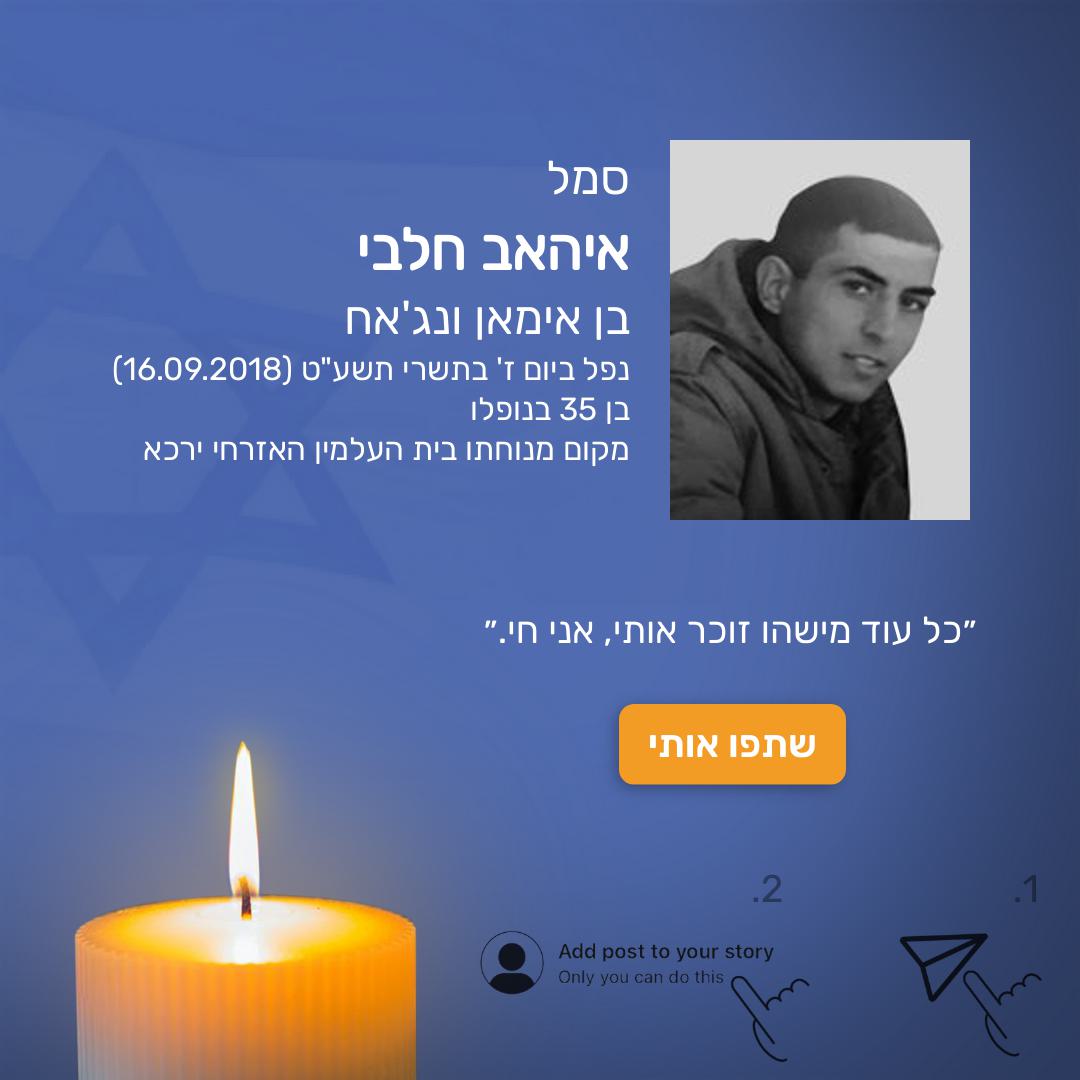 סמל
איהאב חלבי
בן אימאן ונג'אח
נפל ביום ז' בתשרי תשע"ט (16.09.2018)
בן 35 בנופלו
מקום מנוחתו בית העלמין האזרחי ירכא
״כל עוד מישהו זוכר אותי, אני חי.״
שתפו אותי
1.
2.
Add post to your story
Only you can do this